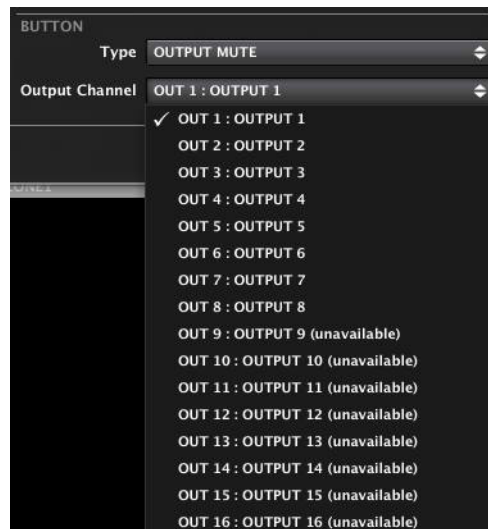 BUTTON
Type OUTPUT MUTE
Output Channel OUT 1 : OUTPUT 1
✓ OUT 1 : OUTPUT 1
OUT 2 : OUTPUT 2
OUT 3 : OUTPUT 3
OUT 4 : OUTPUT 4
OUT 5 : OUTPUT 5
OUT 6 : OUTPUT 6
OUT 7 : OUTPUT 7
OUT 8 : OUTPUT 8
OUT 9 : OUTPUT 9 (unavailable)
OUT 10 : OUTPUT 10 (unavailable)
OUT 11 : OUTPUT 11 (unavailable)
OUT 12 : OUTPUT 12 (unavailable)
OUT 13 : OUTPUT 13 (unavailable)
OUT 14 : OUTPUT 14 (unavailable)
OUT 15 : OUTPUT 15 (unavailable)
OUT 16 : OUTPUT 16 (unavailable)